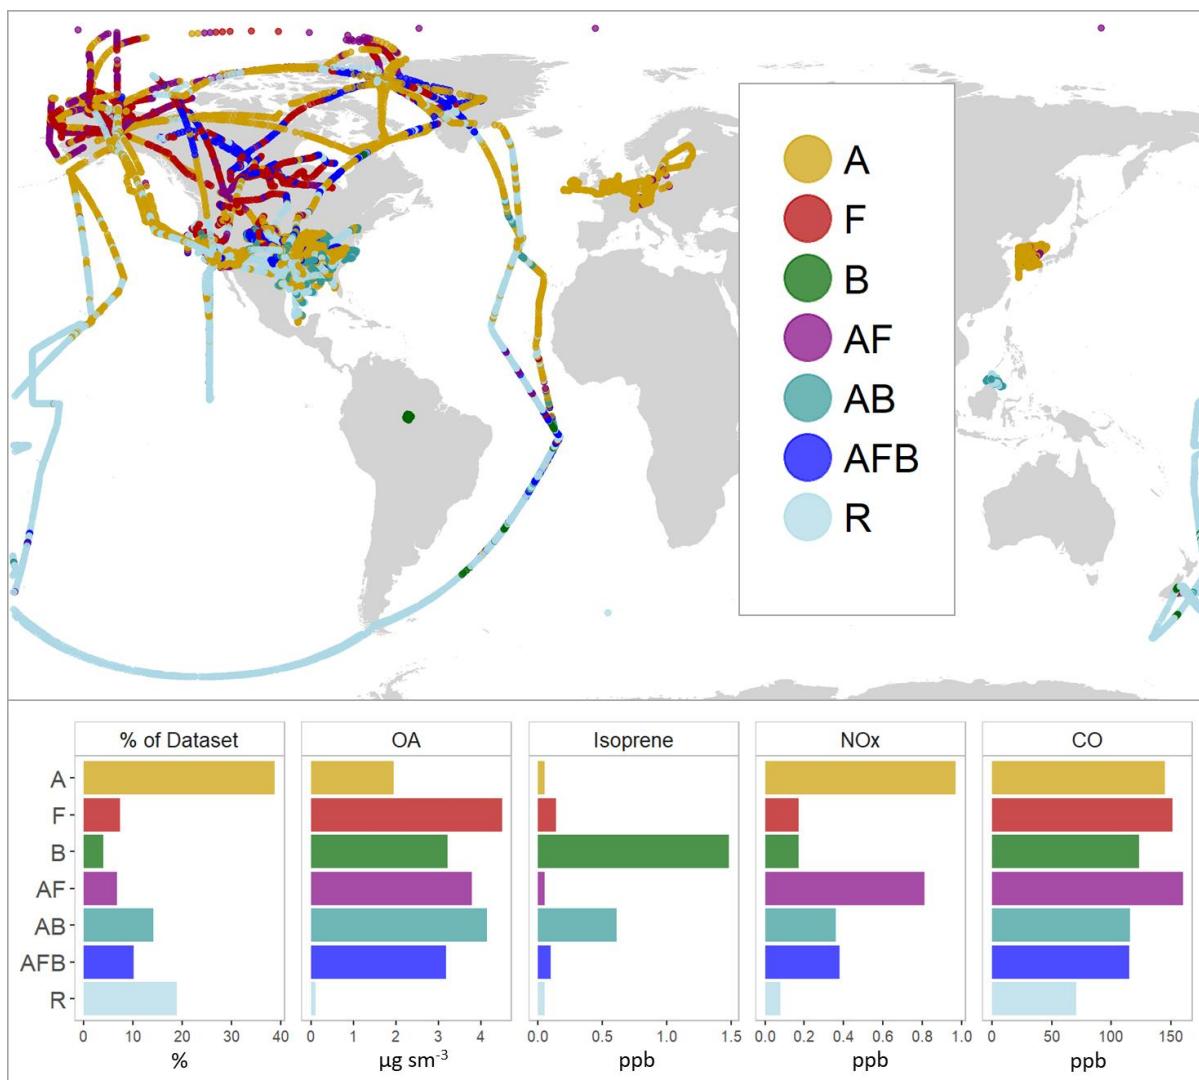 A
F
B
AF
AB
AFB
R
% of Dataset OA Isoprene NOx CO
A
F
B
AF
AB
AFB
R
0 10 20 30 40 0 1 2 3 4 0.0 0.5 1.0 1.5 0.0 0.2 0.4 0.6 0.8 1.0 0 50 100 150
% µg sm-3 ppb ppb ppb